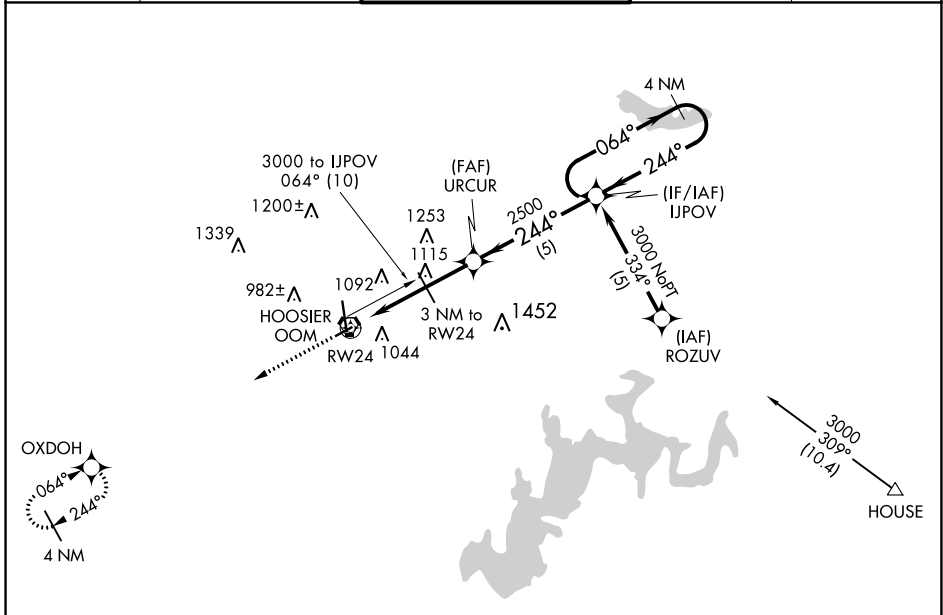 4 NM
064°
244°
3000 to IJPOV
064° (10)
(FAF)
URCUR
(IF/IAF)
IJPOV
1200±
2500
244°
(5)
1253
1339
1115
3000 NoPT
334°
(5)
1092
982±
HOOSIER
OOM
3 NM to
RW24
1452
RW24
1044
(IAF)
ROZUV
3000
309°
(10.4)
HOUSE
OXDOH
064°
244°
4 NM